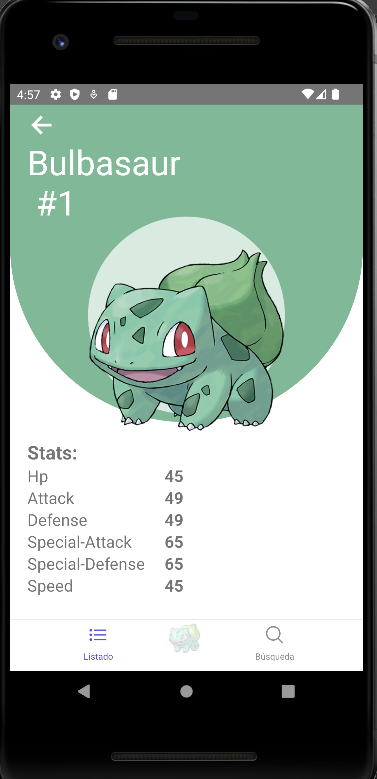 4:57
Bulbasaur
#1
Stats:
Hp 45
Attack 49
Defense 49
Special-Attack 65
Special-Defense 65
Speed 45
Listado Búsqueda